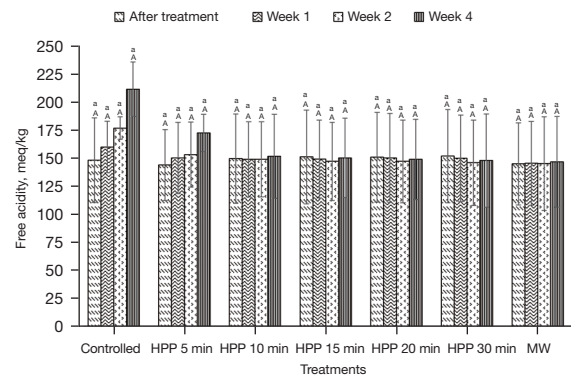 After treatment Week 1 Week 2 Week 4
Free acidity, meq/kg
250
225
200
175
150
125
100
75
50
25
0
a a a a a a a a a a a a a a a a a a a a a a a a a a a a
A A A A A A A A A A A A A A A A A A A A A A A A A A A A
Controlled HPP 5 min HPP 10 min HPP 15 min HPP 20 min HPP 30 min MW
Treatments